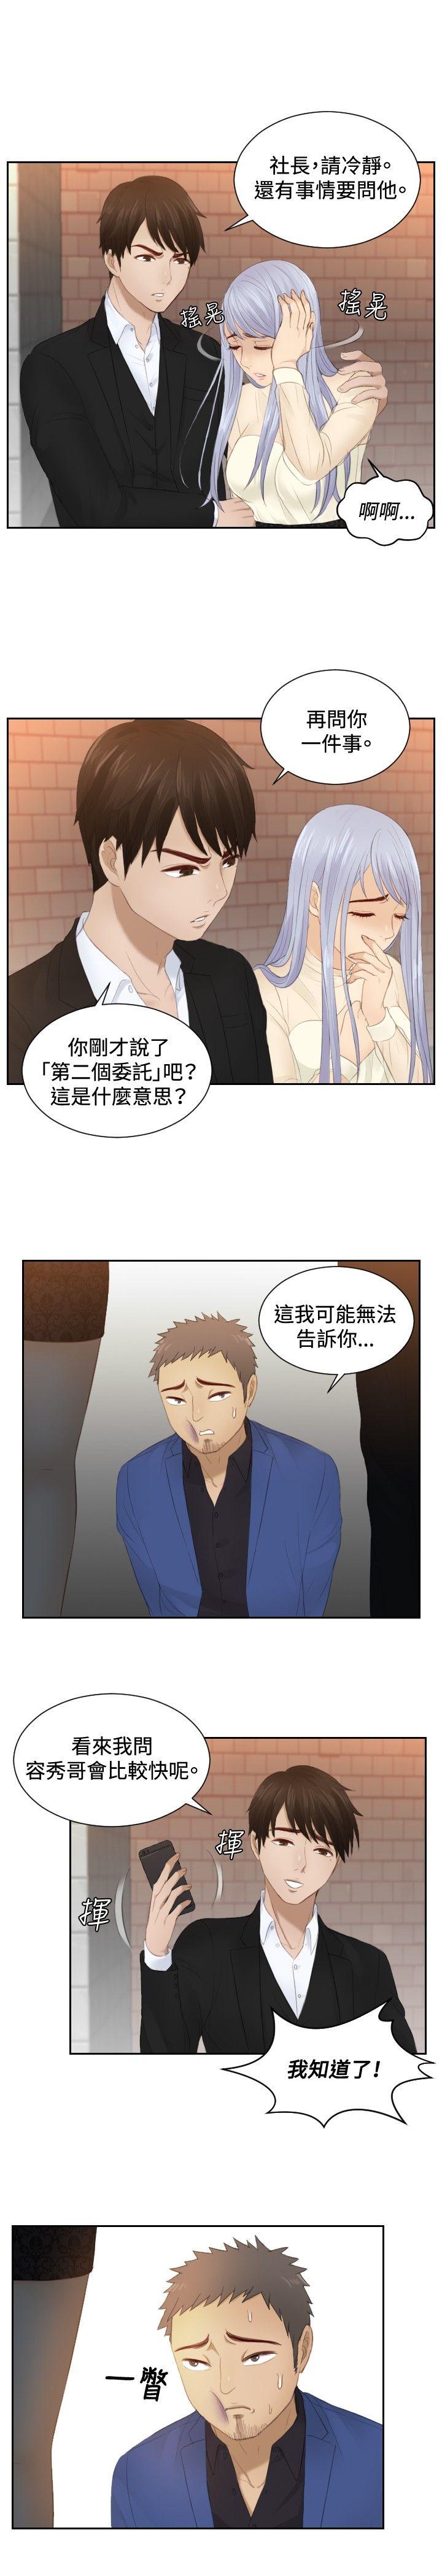 社長，請冷靜。
還有事情要問他。
搖晃
搖晃
啊啊...
再問你
一件事。
你剛才說了
「第二個委託」吧？
這是什麼意思？
這我可能無法
告訴你...
看來我問
容秀哥會比較快呢。
揮
揮
我知道了！
一瞥